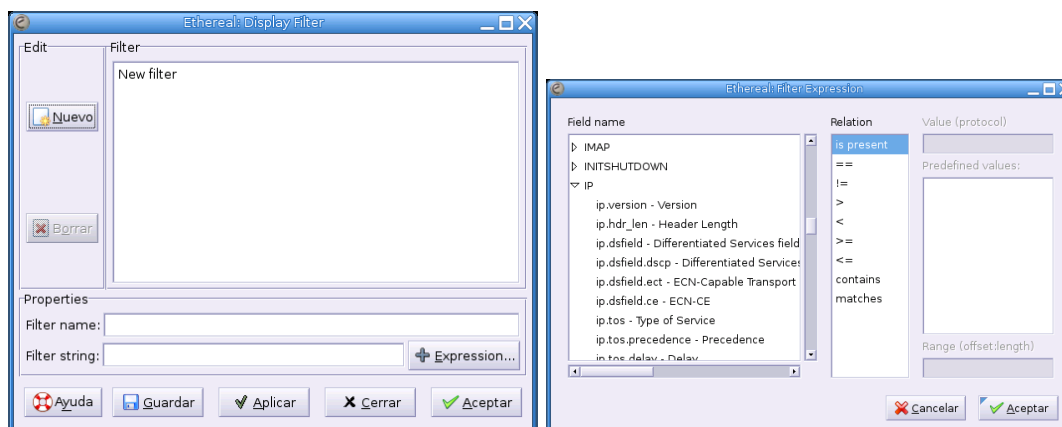 Ethereal: Display Filter
Edit
Filter
New filter
Nuevo
Borrar
Properties
Filter name:
Filter string:
Expression...
Ayuda
Guardar
Aplicar
Cerrar
Aceptar
Ethereal: Filter Expression
Field name
Relation
Value (protocol)
IMAP
INITSHUTDOWN
IP
ip.version - Version
ip.hdr_len - Header Length
ip.dsfield - Differentiated Services field
ip.dsfield.dscp - Differentiated Services
ip.dsfield.ect - ECN-Capable Transport
ip.dsfield.ce - ECN-CE
ip.tos - Type of Service
ip.tos.precedence - Precedence
ip.tos.delay - Delay
is present
==
!=
>
<
>=
<=
contains
matches
Predefined values:
Range (offset:length)
Cancelar
Aceptar